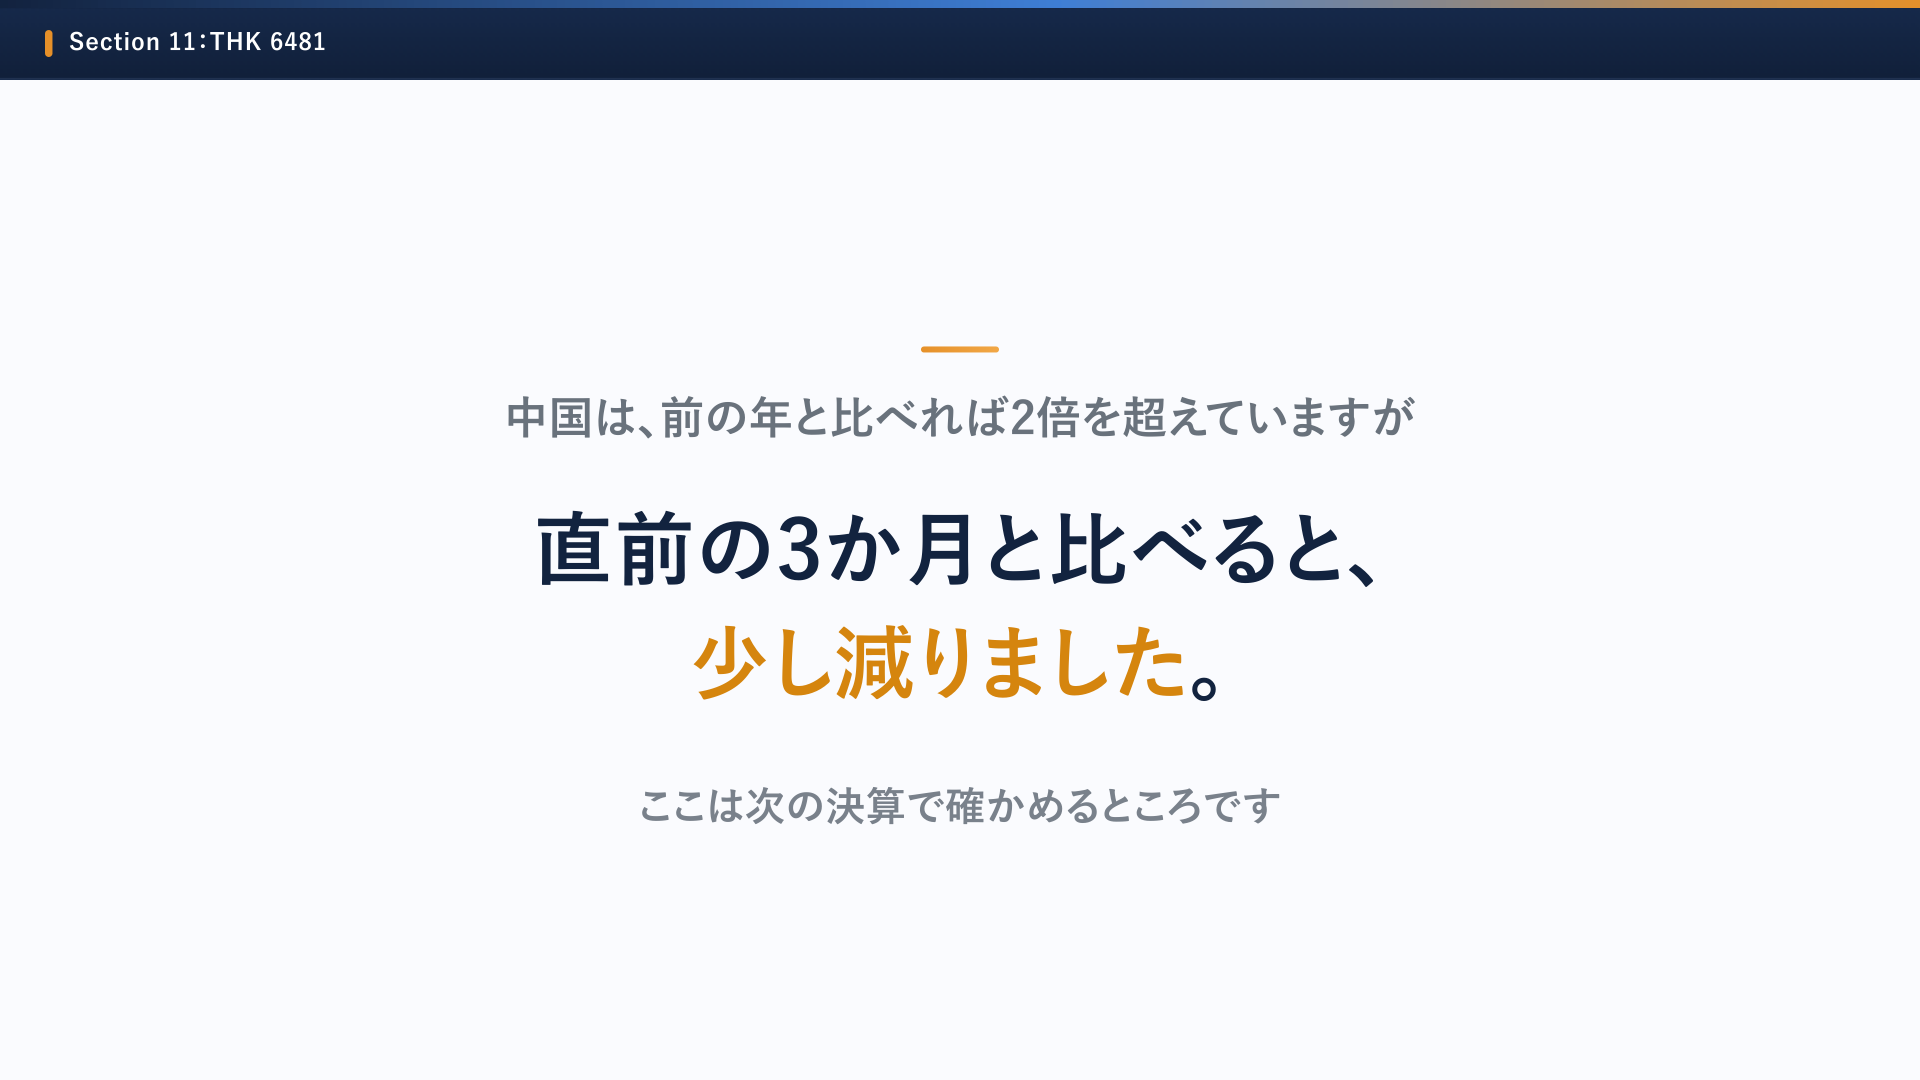 Section 11：THK 6481
中国は、前の年と比べれば2倍を超えていますが
直前の3か月と比べると、
少し減りました。
ここは次の決算で確かめるところです